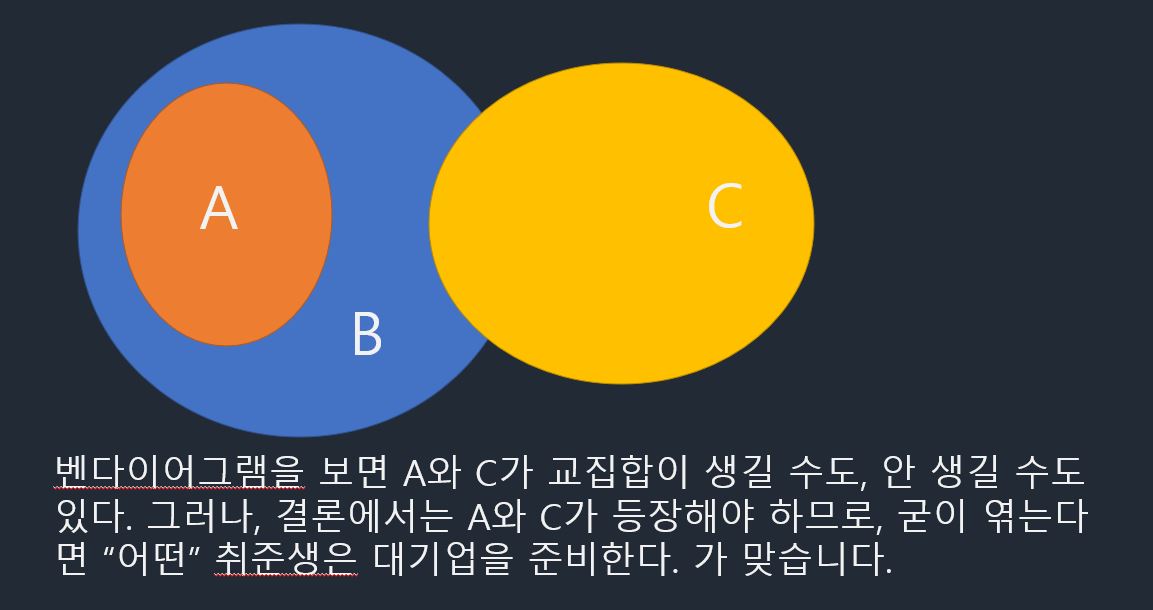 A
C
B
벤다이어그램을 보면 A와 C가 교집합이 생길 수도, 안 생길 수도
있다. 그러나, 결론에서는 A와 C가 등장해야 하므로, 굳이 엮는다
면 “어떤” 취준생은 대기업을 준비한다. 가 맞습니다.